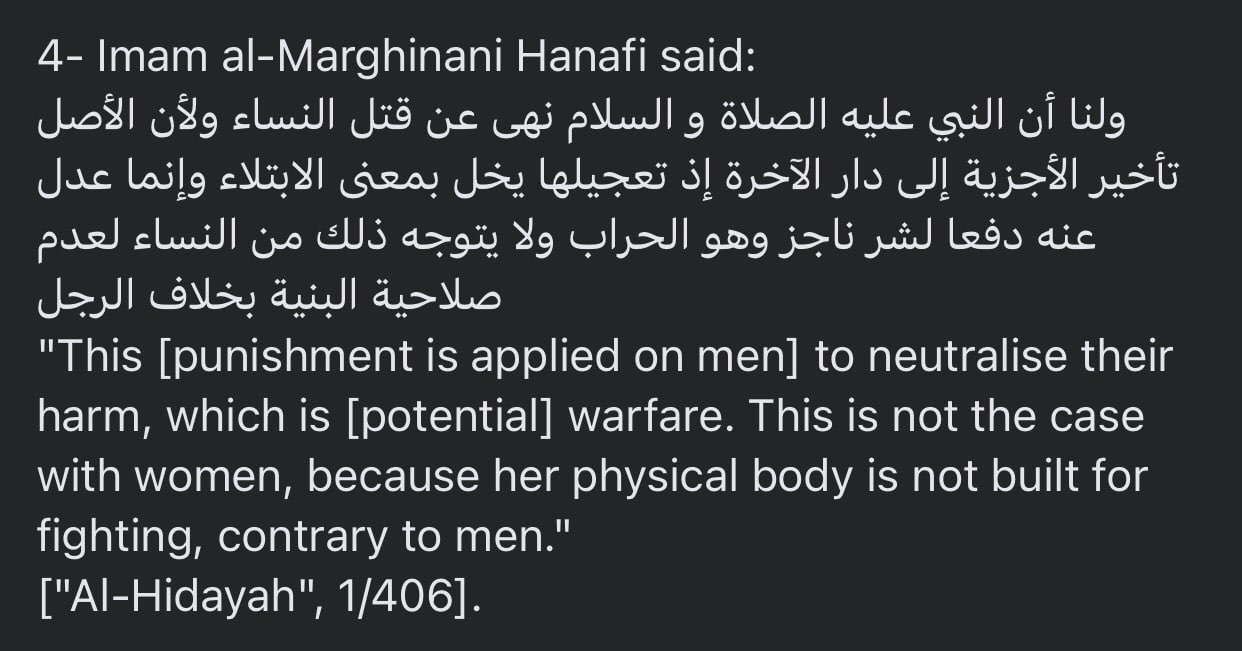 4- Imam al-Marghinani Hanafi said:
ولنا أن النبي عليه الصلاة و السلام نهى عن قتل النساء ولأن الأصل
تأخير الأجزية إلى دار الآخرة إذ تعجيلها يخل بمعنى الابتلاء وإنما عدل
عنه دفعا لشر ناجز وهو الحراب ولا يتوجه ذلك من النساء لعدم
صلاحية البنية بخلاف الرجل
"This [punishment is applied on men] to neutralise their
harm, which is [potential] warfare. This is not the case
with women, because her physical body is not built for
fighting, contrary to men."
["Al-Hidayah", 1/406].